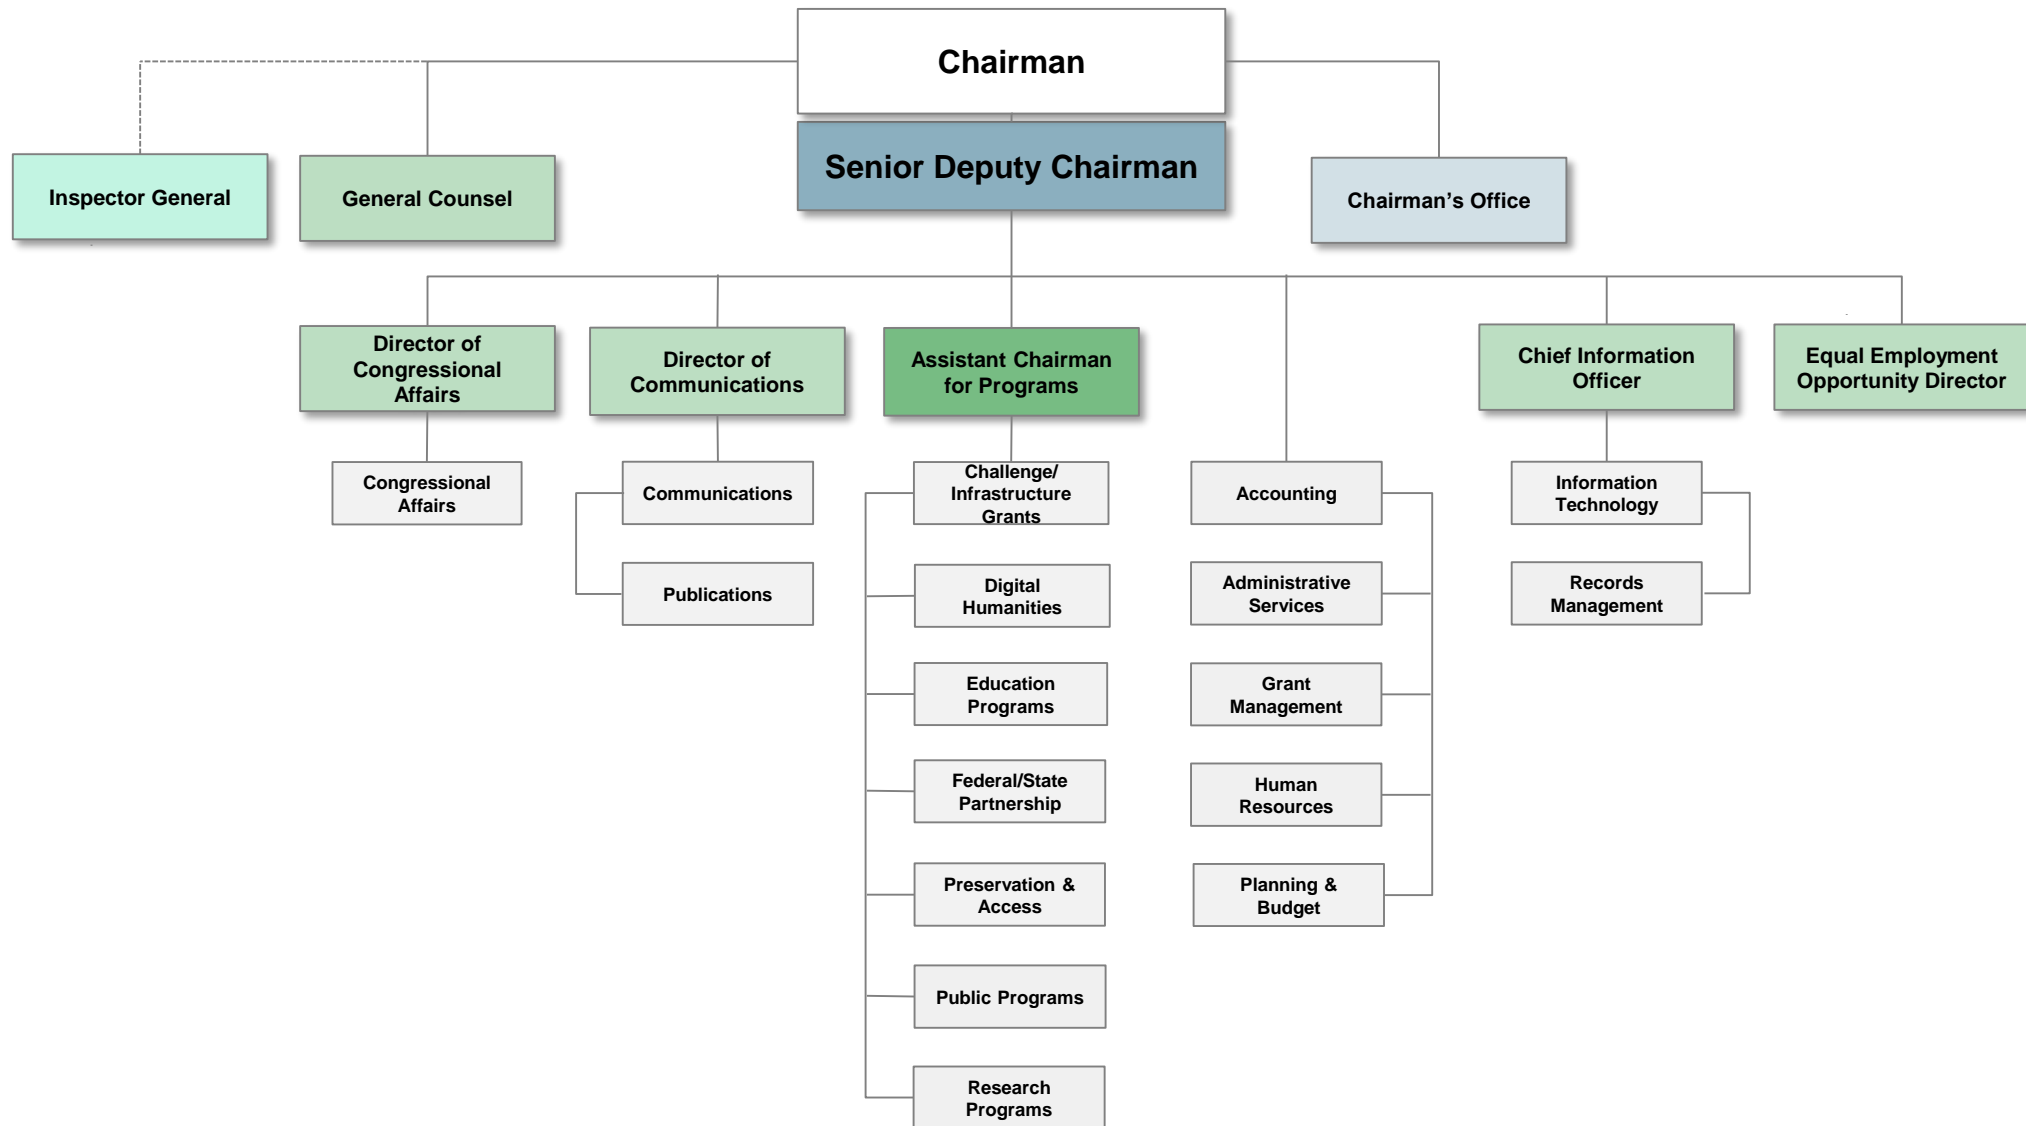 Chairman
Senior Deputy Chairman
Inspector General
General Counsel
Chairman’s Office
Director of
Congressional
Affairs
Director of
Communications
Assistant Chairman
for Programs
Chief Information
Officer
Equal Employment
Opportunity Director
Congressional
Affairs
Communications
Publications
Challenge/
Infrastructure
Grants
Digital
Humanities
Education
Programs
Federal/State
Partnership
Preservation &
Access
Public Programs
Research
Programs
Accounting
Administrative
Services
Grant
Management
Human
Resources
Planning &
Budget
Information
Technology
Records
Management